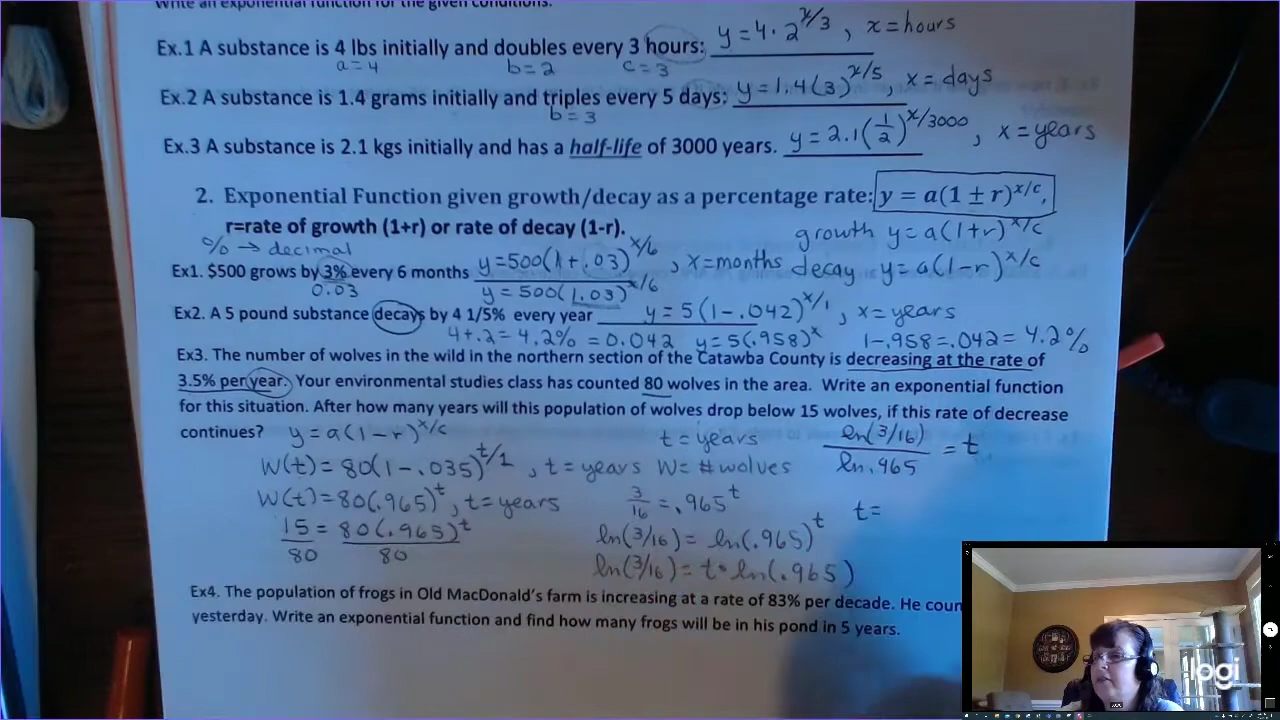 Write an exponential function for the given conditions.
Ex.1 A substance is 4 lbs initially and doubles every 3 hours: y = 4 · 2^(x/3) , x = hours
a = 4 b = 2 c = 3
Ex.2 A substance is 1.4 grams initially and triples every 5 days: y = 1.4(3)^(x/5) , x = days
b = 3
Ex.3 A substance is 2.1 kgs initially and has a half-life of 3000 years. y = 2.1(1/2)^(x/3000) , x = years
2. Exponential Function given growth/decay as a percentage rate: y = a(1 ± r)^(x/c).
r=rate of growth (1+r) or rate of decay (1-r). growth y = a(1+r)^(x/c)
% → decimal
Ex1. $500 grows by 3% every 6 months y = 500(1 + .03)^(x/6) , x = months decay y = a(1-r)^(x/c)
0.03 y = 500(1.03)^(x/6)
Ex2. A 5 pound substance decays by 4 1/5% every year y = 5(1 - .042)^(x/1) , x = years
4 + .2 = 4.2% = 0.042 y = 5(.958)^x 1 - .958 = .042 = 4.2%
Ex3. The number of wolves in the wild in the northern section of the Catawba County is decreasing at the rate of
3.5% per year. Your environmental studies class has counted 80 wolves in the area. Write an exponential function
for this situation. After how many years will this population of wolves drop below 15 wolves, if this rate of decrease
continues? y = a(1-r)^(x/c) t = years ln(3/16)/ln .965 = t
W(t) = 80(1 - .035)^(t/1) , t = years W = # wolves
W(t) = 80(.965)^t , t = years 3/16 = .965^t t =
15/80 = 80(.965)^t/80 ln(3/16) = ln(.965)^t
ln(3/16) = t · ln(.965)
Ex4. The population of frogs in Old MacDonald's farm is increasing at a rate of 83% per decade. He
yesterday. Write an exponential function and find how many frogs will be in his pond in 5 years.
logi